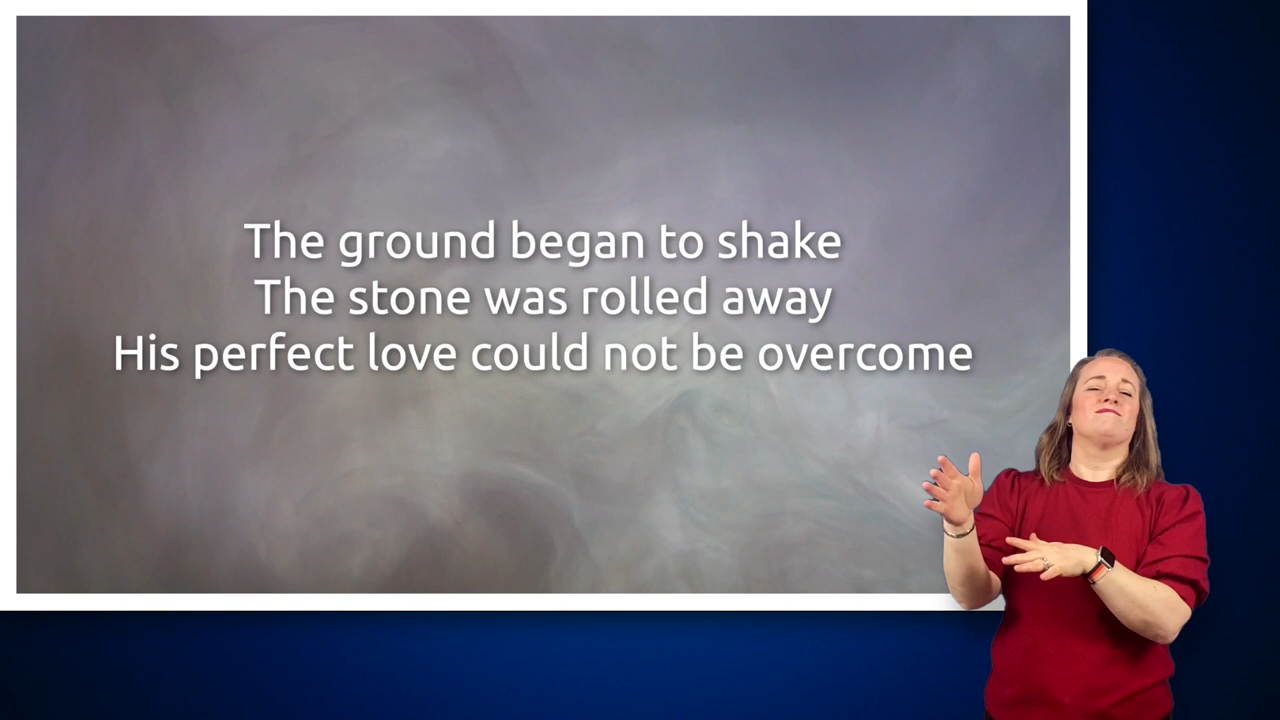 The ground began to shake
The stone was rolled away
His perfect love could not be overcome